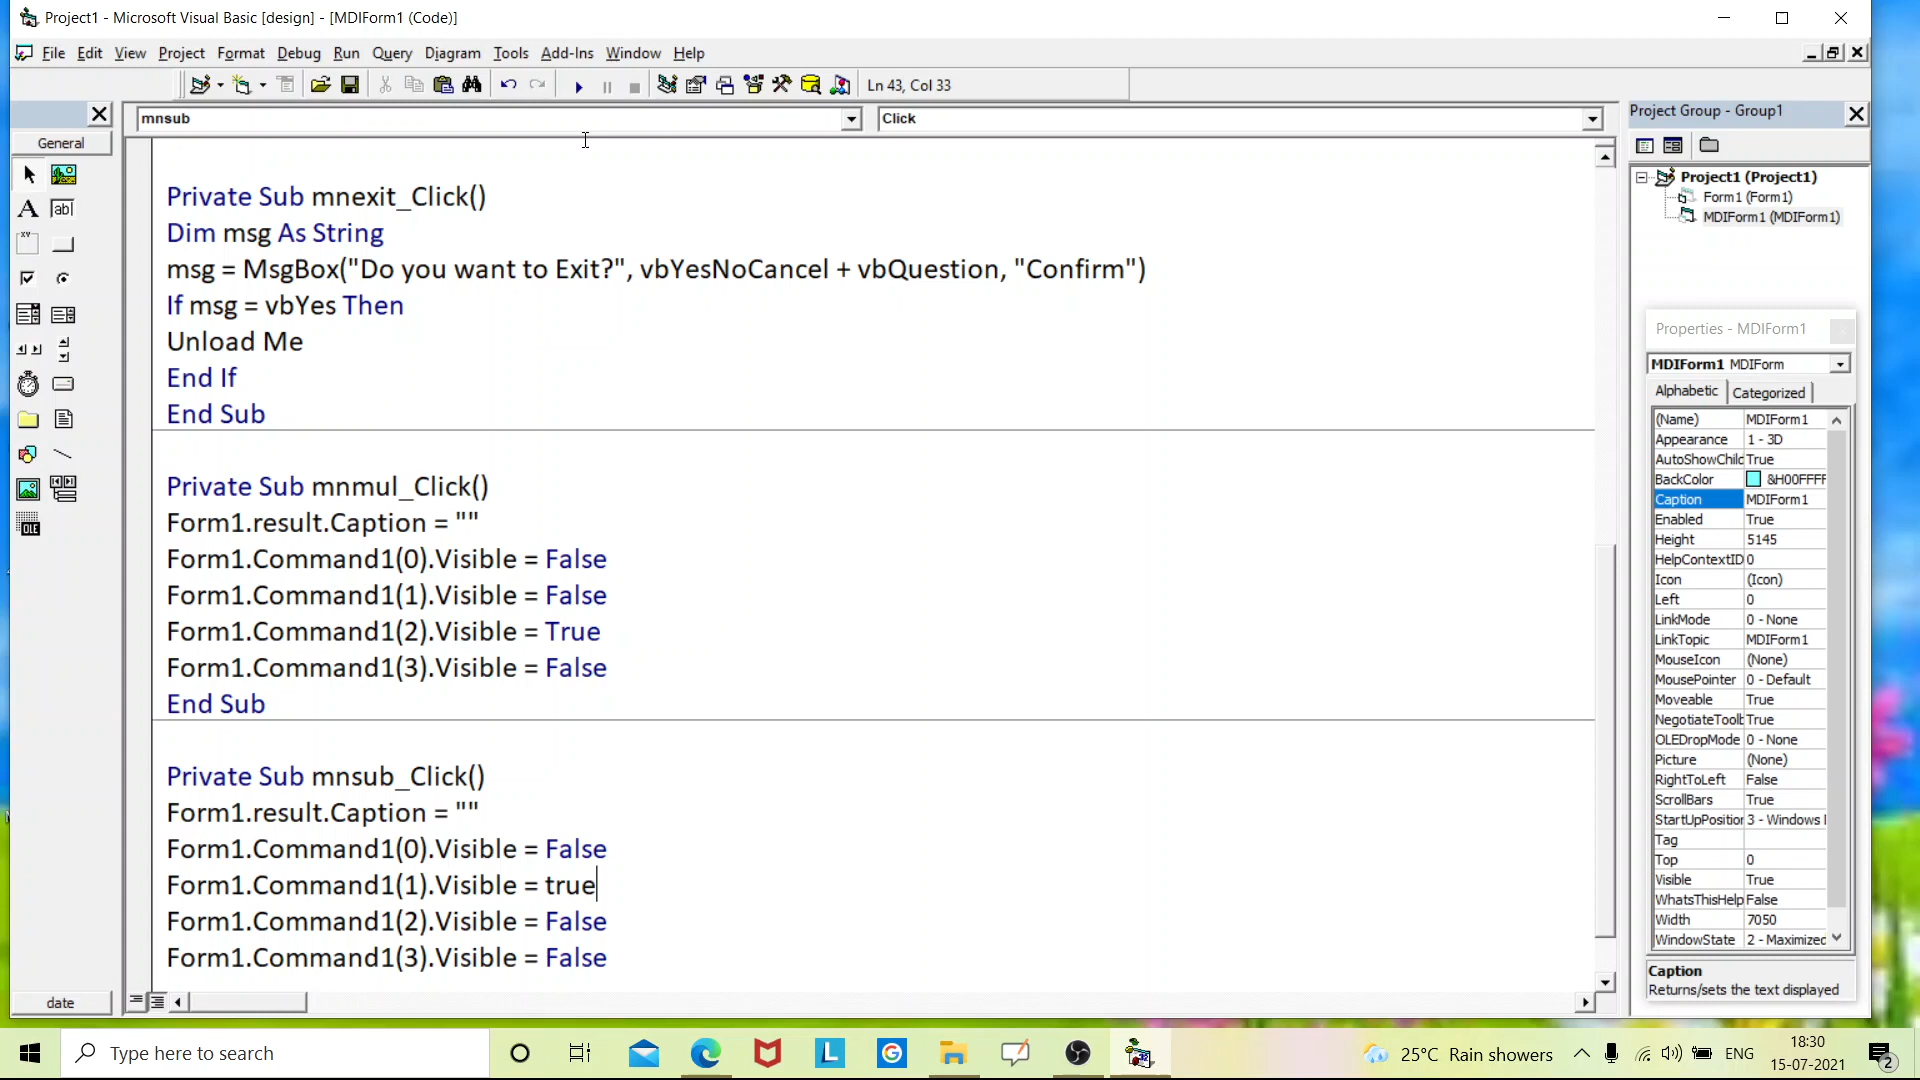 Project1 - Microsoft Visual Basic [design] - [MDIForm1 (Code)]
File Edit View Project Format Debug Run Query Diagram Tools Add-Ins Window Help
Ln 43, Col 33
mnsub
Click
General
A
ab|
XY
OLE
date
Private Sub mnexit_Click()
Dim msg As String
msg = MsgBox("Do you want to Exit?", vbYesNoCancel + vbQuestion, "Confirm")
If msg = vbYes Then
Unload Me
End If
End Sub
Private Sub mnmul_Click()
Form1.result.Caption = ""
Form1.Command1(0).Visible = False
Form1.Command1(1).Visible = False
Form1.Command1(2).Visible = True
Form1.Command1(3).Visible = False
End Sub
Private Sub mnsub_Click()
Form1.result.Caption = ""
Form1.Command1(0).Visible = False
Form1.Command1(1).Visible = true
Form1.Command1(2).Visible = False
Form1.Command1(3).Visible = False
Project Group - Group1
Project1 (Project1)
Form1 (Form1)
MDIForm1 (MDIForm1)
Properties - MDIForm1
MDIForm1 MDIForm
Alphabetic Categorized
(Name) MDIForm1
Appearance 1 - 3D
AutoShowChild True
BackColor &H00FFFF
Caption MDIForm1
Enabled True
Height 5145
HelpContextID 0
Icon (Icon)
Left 0
LinkMode 0 - None
LinkTopic MDIForm1
MouseIcon (None)
MousePointer 0 - Default
Moveable True
NegotiateToolb True
OLEDropMode 0 - None
Picture (None)
RightToLeft False
ScrollBars True
StartUpPosition 3 - Windows
Tag
Top 0
Visible True
WhatsThisHelp False
Width 7050
WindowState 2 - Maximized
Caption
Returns/sets the text displayed
Type here to search
L
G
25°C Rain showers
ENG
18:30
15-07-2021
2